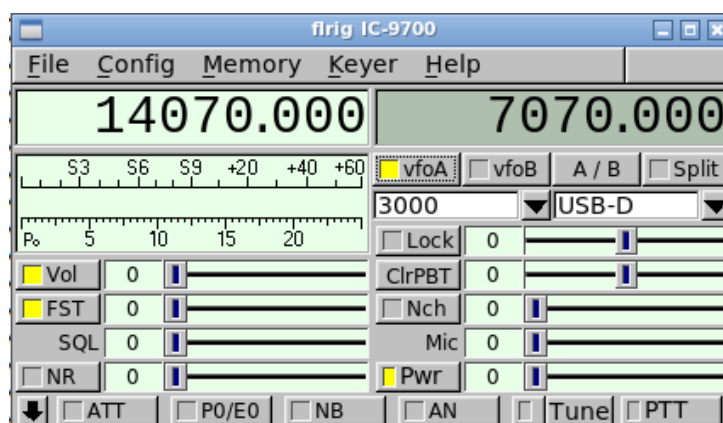 flrig IC-9700
File Config Memory Keyer Help
14070.000 7070.000
S3 S6 S9 +20 +40 +60
vfoA vfoB A / B Split
3000 USB-D
Po 5 10 15 20
Lock 0
Vol 0 ClrPBT 0
FST 0 Nch 0
SQL 0 Mic 0
NR 0 Pwr 0
ATT P0/E0 NB AN Tune PTT